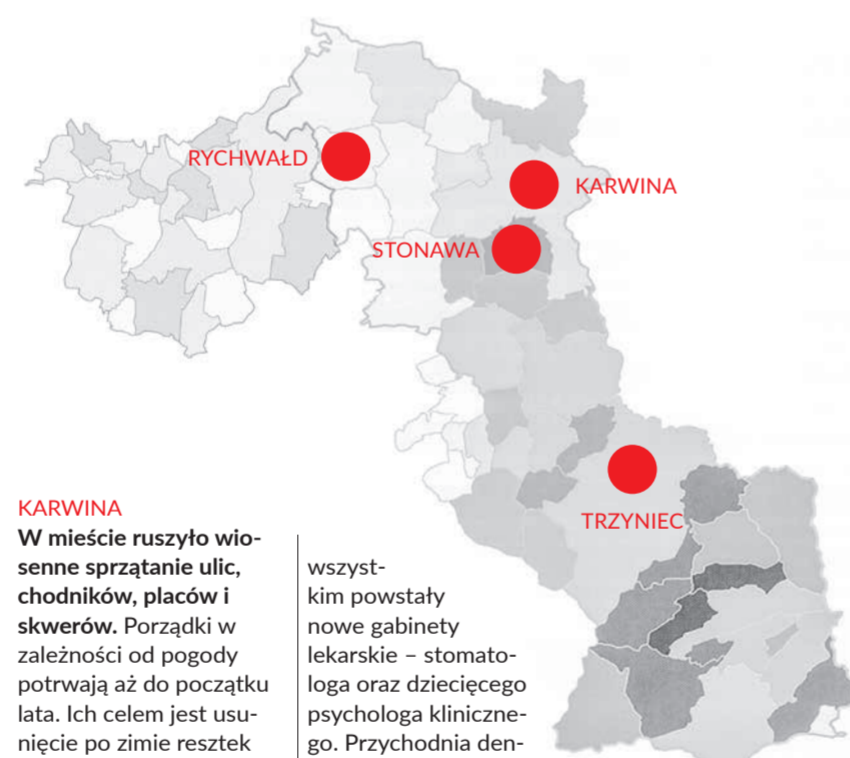 RYCHWAŁD
KARWINA
STONAWA
TRZYNIEC
KARWINA
W mieście ruszyło wio-
senne sprzątanie ulic,
chodników, placów i
skwerów. Porządki w
zależności od pogody
potrwają aż do początku
lata. Ich celem jest usu-
nięcie po zimie resztek
wszyst-
kim powstały
nowe gabinety
lekarskie – stomato-
loga oraz dziecięcego
psychologa kliniczne-
go. Przychodnia den-